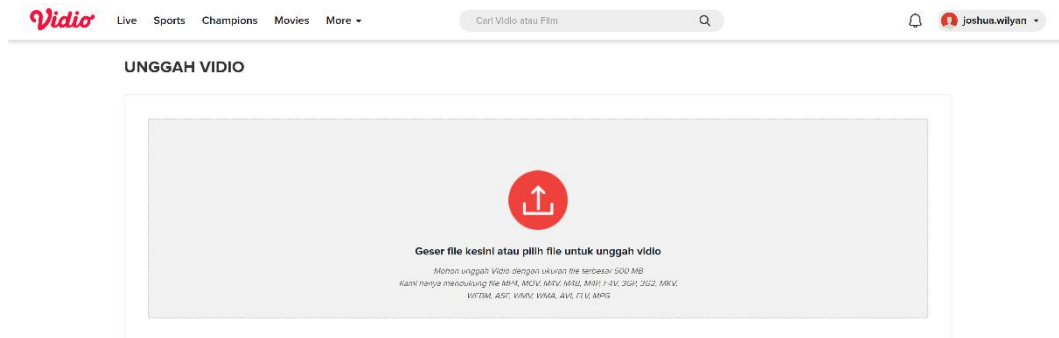 Vidio Live Sports Champions Movies More Cari Vidio atau Film joshua.wilyan
UNGGAH VIDIO
Geser file kesini atau pilih file untuk unggah vidio
Mohon unggah Vidio dengan ukuran file terbesar 500 MB
Kami hanya mendukung file MP4, MOV, M4V, M4B, M4P, F4V, 3GP, 3G2, MKV,
WEBM, ASF, WMV, WMA, AVI, FLV, MPG